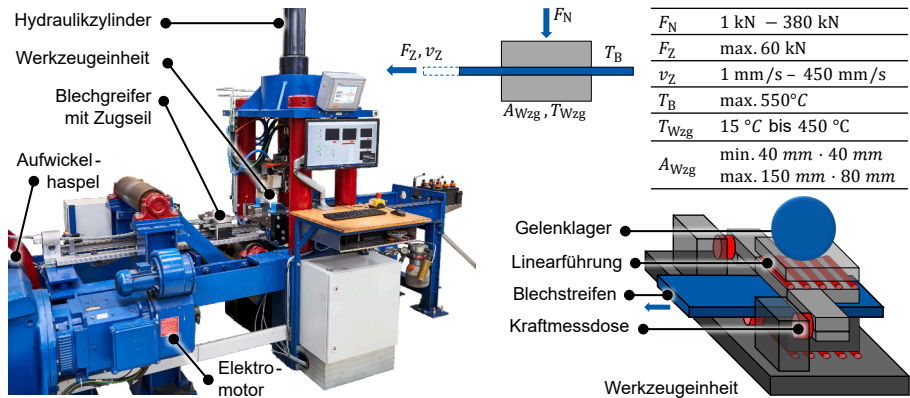 Hydraulikzylinder
Werkzeugeinheit
Blechgreifer
mit Zugseil
Aufwickel-
haspel
Elektro-
motor
F_N
F_Z, v_Z
T_B
A_Wzg, T_Wzg
F_N 1 kN – 380 kN
F_Z max. 60 kN
v_Z 1 mm/s – 450 mm/s
T_B max. 550°C
T_Wzg 15 °C bis 450 °C
A_Wzg min. 40 mm · 40 mm
max. 150 mm · 80 mm
Gelenklager
Linearführung
Blechstreifen
Kraftmessdose
Werkzeugeinheit